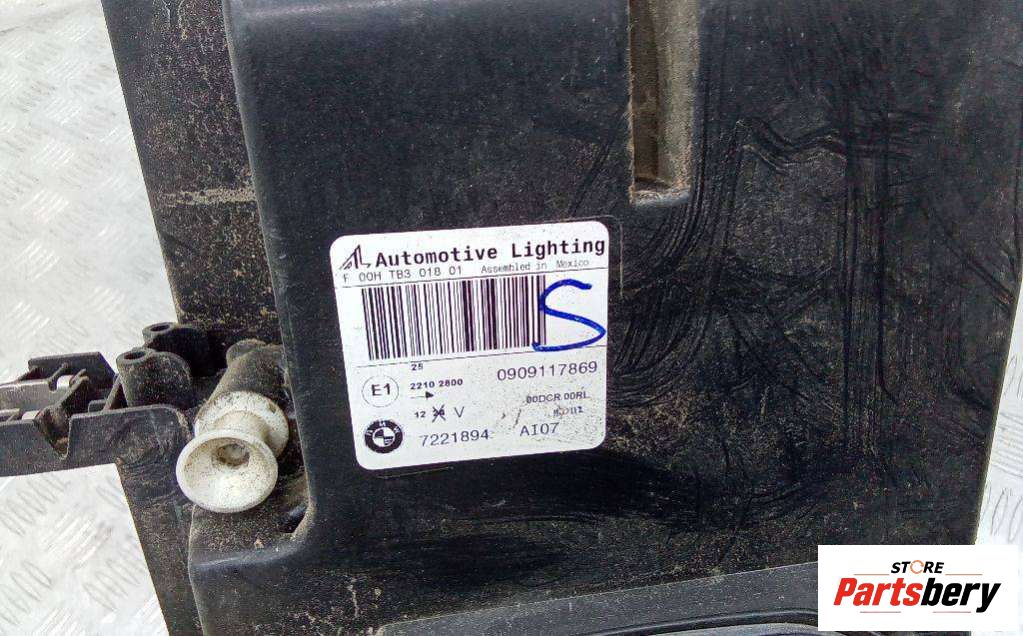 Automotive Lighting
F 00H TB3 018 01 Assembled in Mexico
S
25
E1 2210 2800 0909117869
12 V 00DCR.00RL
BMW 7221894 AI07
STORE
Partsbery